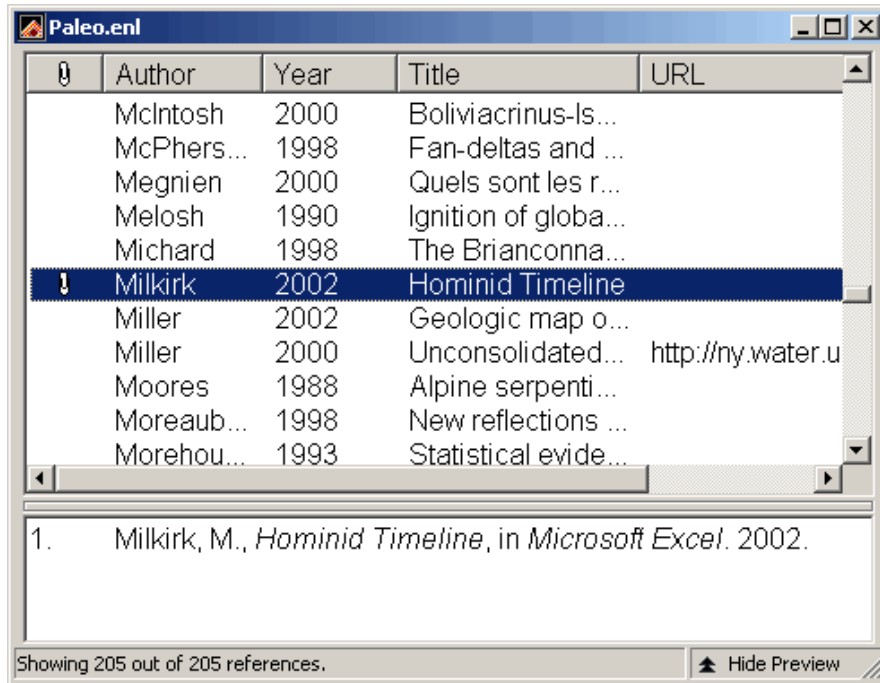 Paleo.enl
Author Year Title URL
McIntosh 2000 Boliviacrinus-Is...
McPhers... 1998 Fan-deltas and ...
Megnien 2000 Quels sont les r...
Melosh 1990 Ignition of globa...
Michard 1998 The Brianconna...
Milkirk 2002 Hominid Timeline
Miller 2002 Geologic map o...
Miller 2000 Unconsolidated... http://ny.water.u
Moores 1988 Alpine serpenti...
Moreaub... 1998 New reflections ...
Morehou... 1993 Statistical evide...
1. Milkirk, M., Hominid Timeline, in Microsoft Excel. 2002.
Showing 205 out of 205 references. Hide Preview